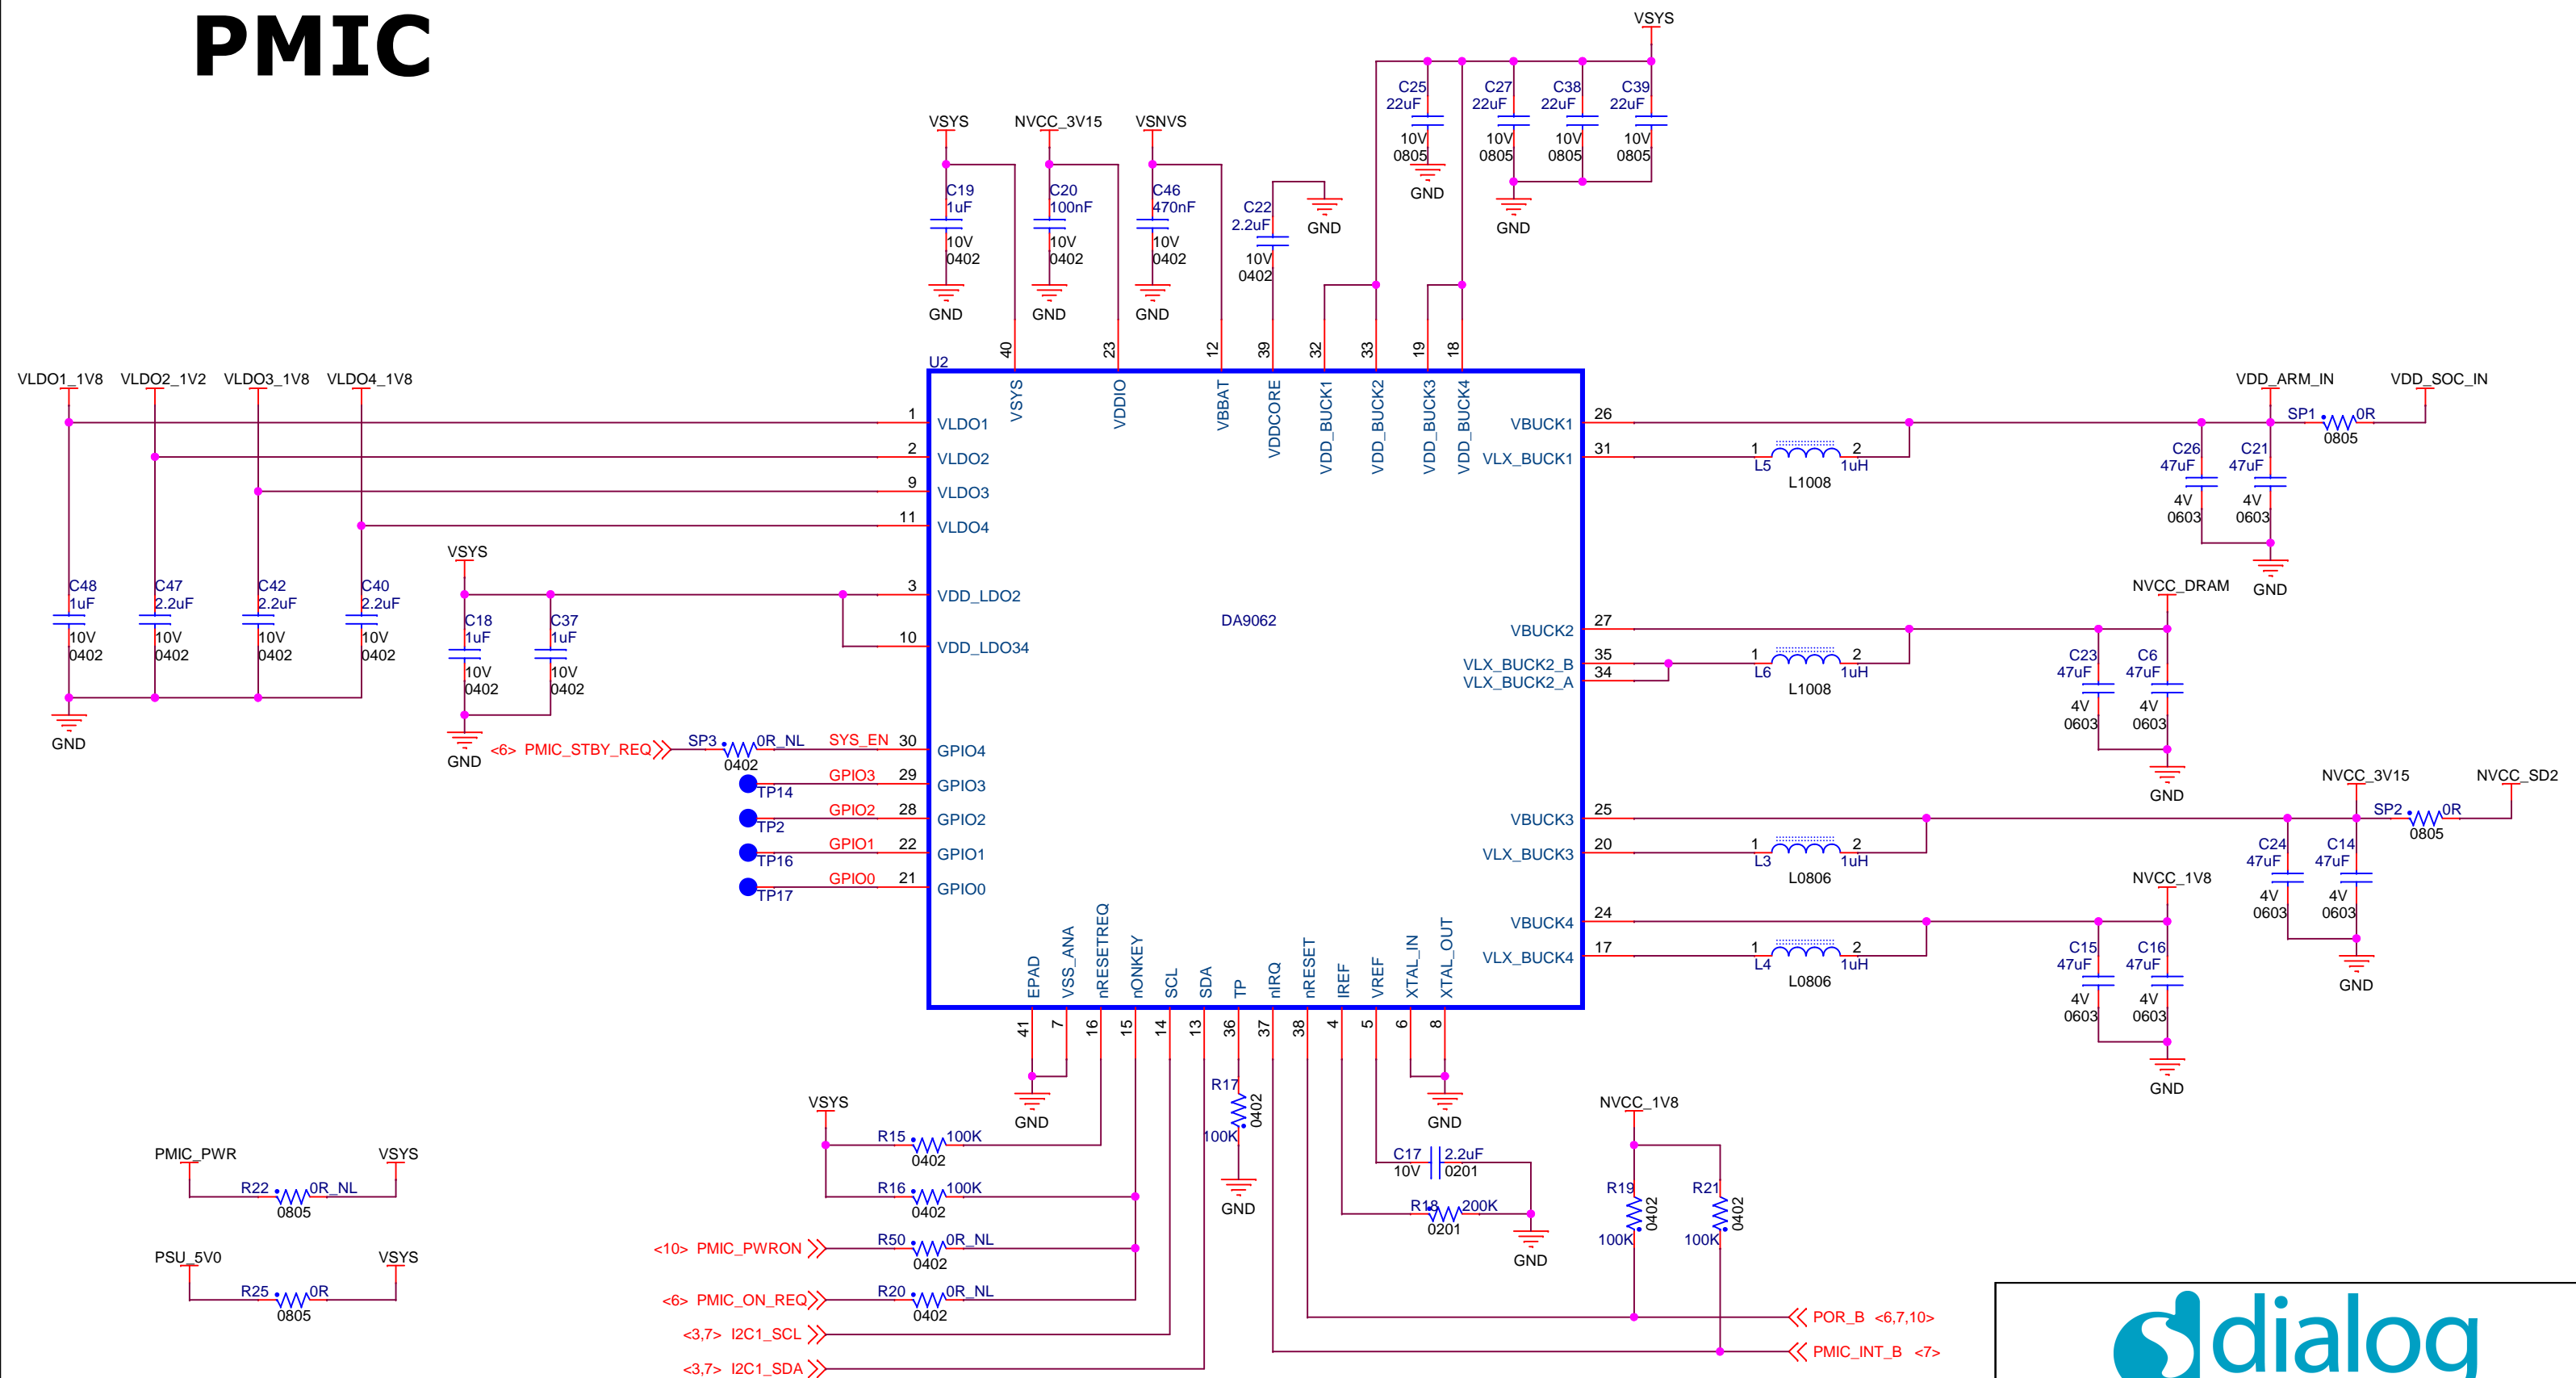 PMIC
VSYS
C25
22uF
10V
0805
GND
C27
22uF
10V
0805
C38
22uF
10V
0805
C39
22uF
10V
0805
GND
VSYS
C19
1uF
10V
0402
GND
NVCC_3V15
C20
100nF
10V
0402
GND
VSNVS
C46
470nF
10V
0402
GND
C22
2.2uF
10V
0402
GND
40
23
12
39
32
33
19
18
U2
VSYS
VDDIO
VBBAT
VDDCORE
VDD_BUCK1
VDD_BUCK2
VDD_BUCK3
VDD_BUCK4
VLDO1_1V8
VLDO2_1V2
VLDO3_1V8
VLDO4_1V8
1 VLDO1
2 VLDO2
9 VLDO3
11 VLDO4
C48
1uF
10V
0402
C47
2.2uF
10V
0402
C42
2.2uF
10V
0402
C40
2.2uF
10V
0402
GND
VSYS
C18
1uF
10V
0402
C37
1uF
10V
0402
GND
3 VDD_LDO2
10 VDD_LDO34
DA9062
<6> PMIC_STBY_REQ SP3 0R_NL SYS_EN 30 GPIO4
0402
TP14 GPIO3 29 GPIO3
TP2 GPIO2 28 GPIO2
TP16 GPIO1 22 GPIO1
TP17 GPIO0 21 GPIO0
VBUCK1 26
VLX_BUCK1 31
1 2
L5 1uH
L1008
VDD_ARM_IN
VDD_SOC_IN
SP1 0R
0805
C26
47uF
4V
0603
C21
47uF
4V
0603
GND
VBUCK2 27
VLX_BUCK2_B 35
VLX_BUCK2_A 34
1 2
L6 1uH
L1008
NVCC_DRAM
C23
47uF
4V
0603
C6
47uF
4V
0603
GND
VBUCK3 25
VLX_BUCK3 20
1 2
L3 1uH
L0806
NVCC_3V15
NVCC_SD2
SP2 0R
0805
C24
47uF
4V
0603
C14
47uF
4V
0603
GND
VBUCK4 24
VLX_BUCK4 17
1 2
L4 1uH
L0806
NVCC_1V8
C15
47uF
4V
0603
C16
47uF
4V
0603
GND
EPAD
VSS_ANA
nRESETREQ
nONKEY
SCL
SDA
TP
nIRQ
nRESET
IREF
VREF
XTAL_IN
XTAL_OUT
41
7
16
15
14
13
36
37
38
4
5
6
8
GND
R17
0402
100K
GND
GND
C17 2.2uF
10V 0201
R18 200K
0201
GND
NVCC_1V8
R19
0402
100K
R21
0402
100K
PMIC_PWR VSYS
R22 0R_NL
0805
PSU_5V0 VSYS
R25 0R
0805
VSYS
R15 100K
0402
R16 100K
0402
<10> PMIC_PWRON R50 0R_NL
0402
<6> PMIC_ON_REQ R20 0R_NL
0402
<3,7> I2C1_SCL
<3,7> I2C1_SDA
POR_B <6,7,10>
PMIC_INT_B <7>
dialog